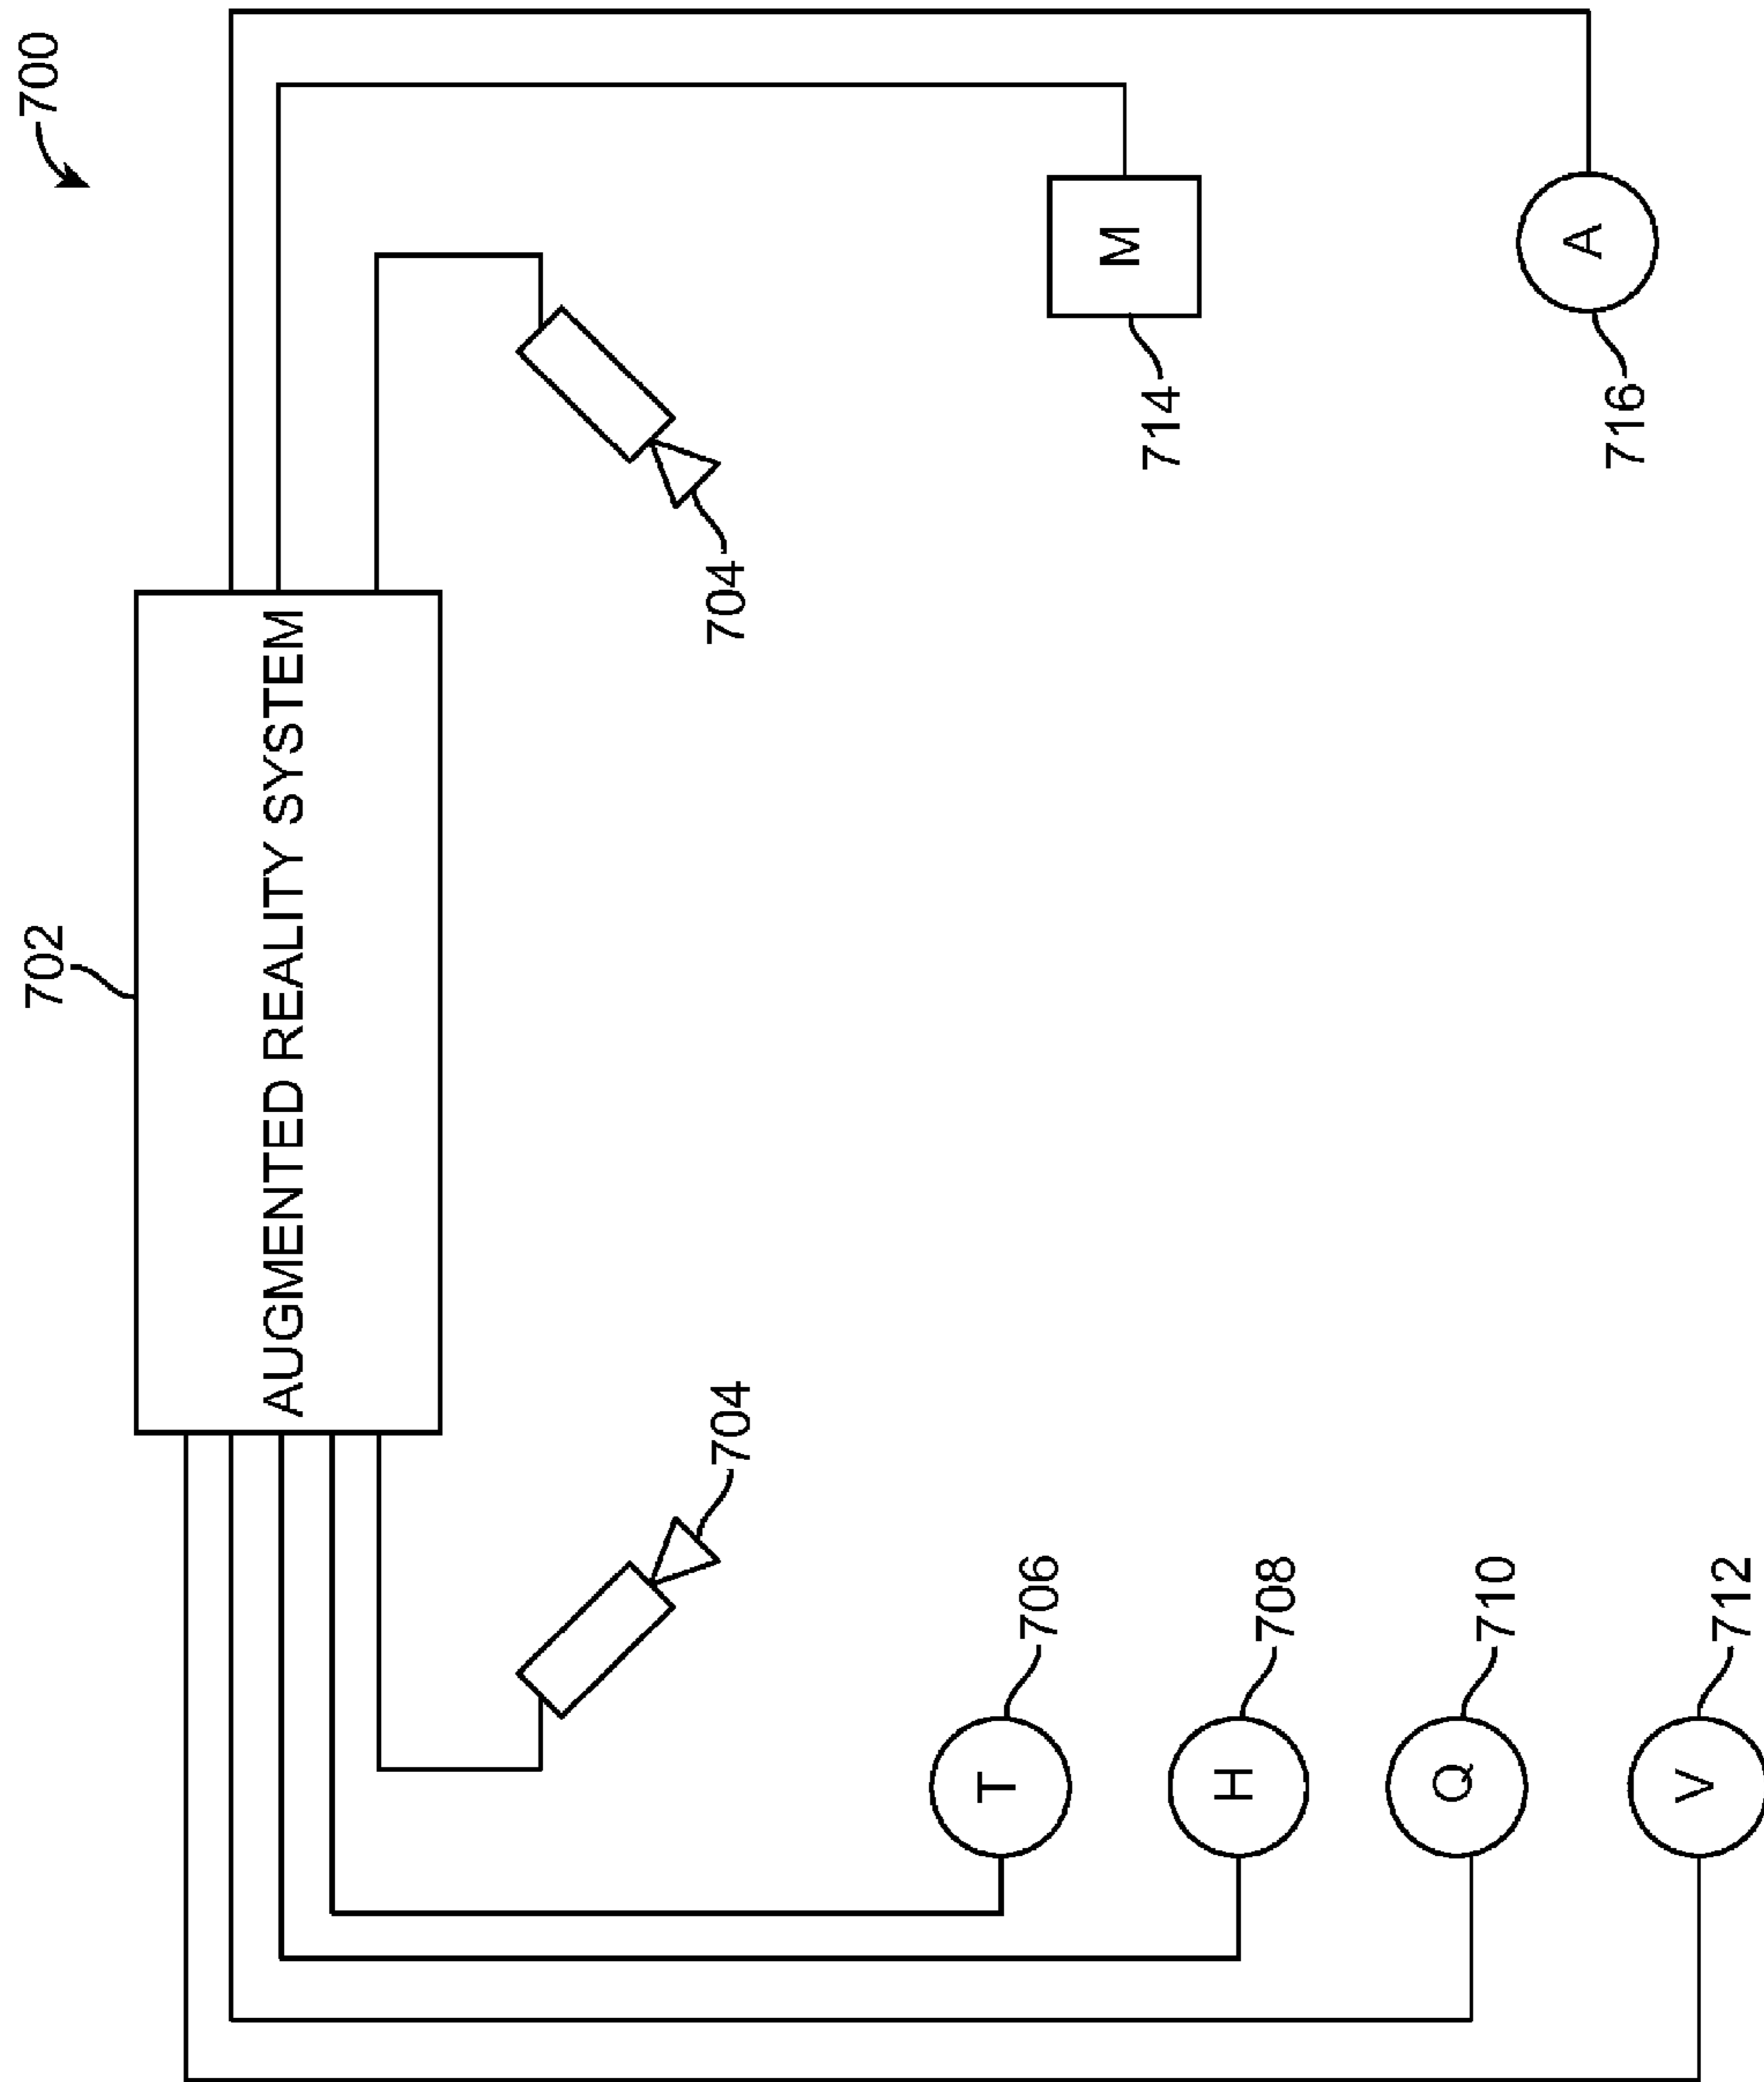 700
702
AUGMENTED REALITY SYSTEM
704
704
T
706
H
708
Q
710
V
712
M
714
A
716